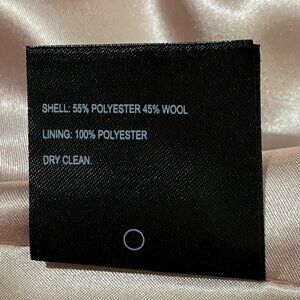 SHELL: 55% POLYESTER 45% WOOL
LINING: 100% POLYESTER
DRY CLEAN.